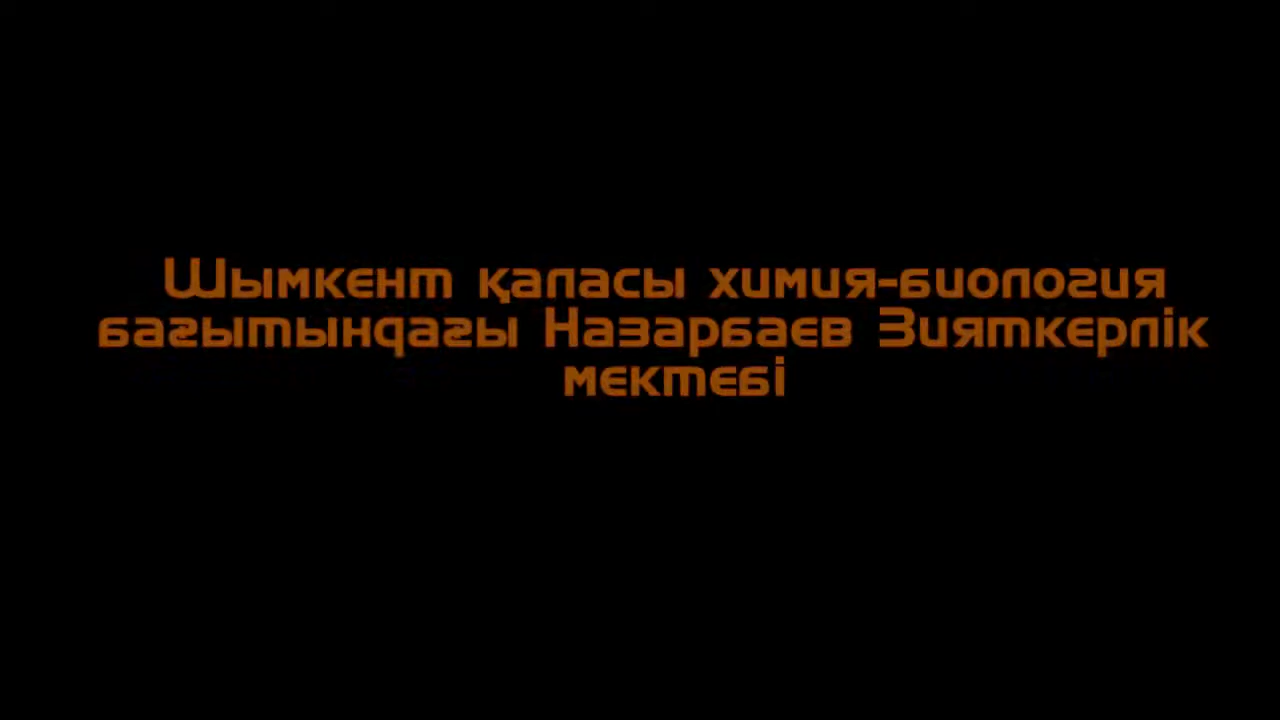 Шымкент қаласы химия-биология
бағытындағы Назарбаев Зияткерлік
мектебі